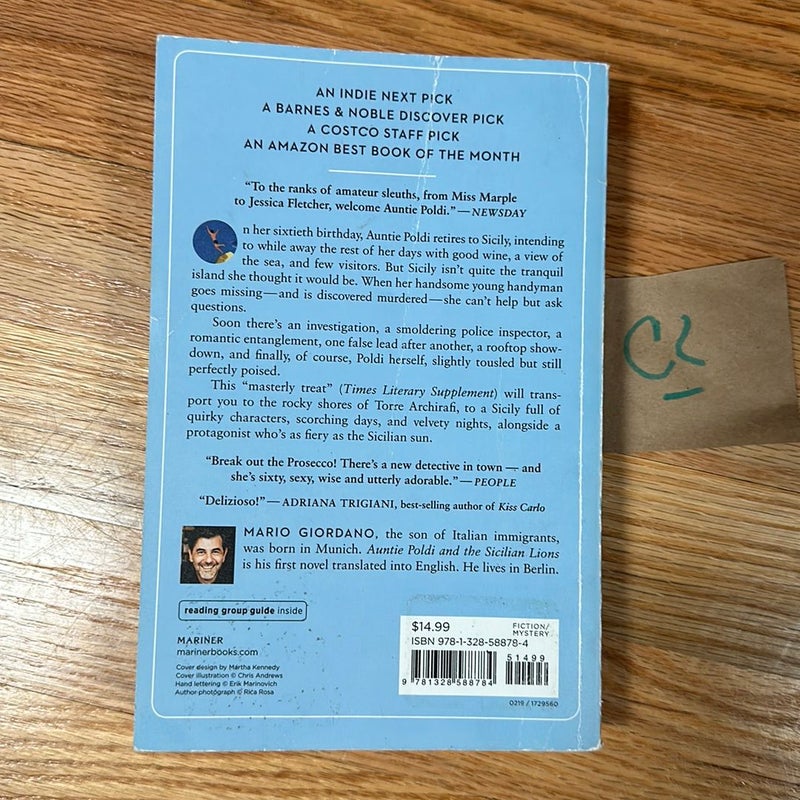 AN INDIE NEXT PICK
A BARNES & NOBLE DISCOVER PICK
A COSTCO STAFF PICK
AN AMAZON BEST BOOK OF THE MONTH
“To the ranks of amateur sleuths, from Miss Marple
to Jessica Fletcher, welcome Auntie Poldi.”—NEWSDAY
n her sixtieth birthday, Auntie Poldi retires to Sicily, intending
to while away the rest of her days with good wine, a view of
the sea, and few visitors. But Sicily isn’t quite the tranquil
island she thought it would be. When her handsome young handyman
goes missing—and is discovered murdered—she can’t help but ask
questions.
Soon there’s an investigation, a smoldering police inspector, a
romantic entanglement, one false lead after another, a rooftop show-
down, and finally, of course, Poldi herself, slightly tousled but still
perfectly poised.
This “masterly treat” (Times Literary Supplement) will trans-
port you to the rocky shores of Torre Archirafi, to a Sicily full of
quirky characters, scorching days, and velvety nights, alongside a
protagonist who’s as fiery as the Sicilian sun.
“Break out the Prosecco! There’s a new detective in town — and
she’s sixty, sexy, wise and utterly adorable.”—PEOPLE
“Delizioso!”—ADRIANA TRIGIANI, best-selling author of Kiss Carlo
MARIO GIORDANO, the son of Italian immigrants,
was born in Munich. Auntie Poldi and the Sicilian Lions
is his first novel translated into English. He lives in Berlin.
reading group guide inside
MARINER
marinerbooks.com
Cover design by Martha Kennedy
Cover illustration © Chris Andrews
Hand lettering © Erik Marinovich
Author photograph © Rica Rosa
$14.99
FICTION/
MYSTERY
ISBN 978-1-328-58878-4
51499
9 781328 588784
0219 / 1729560